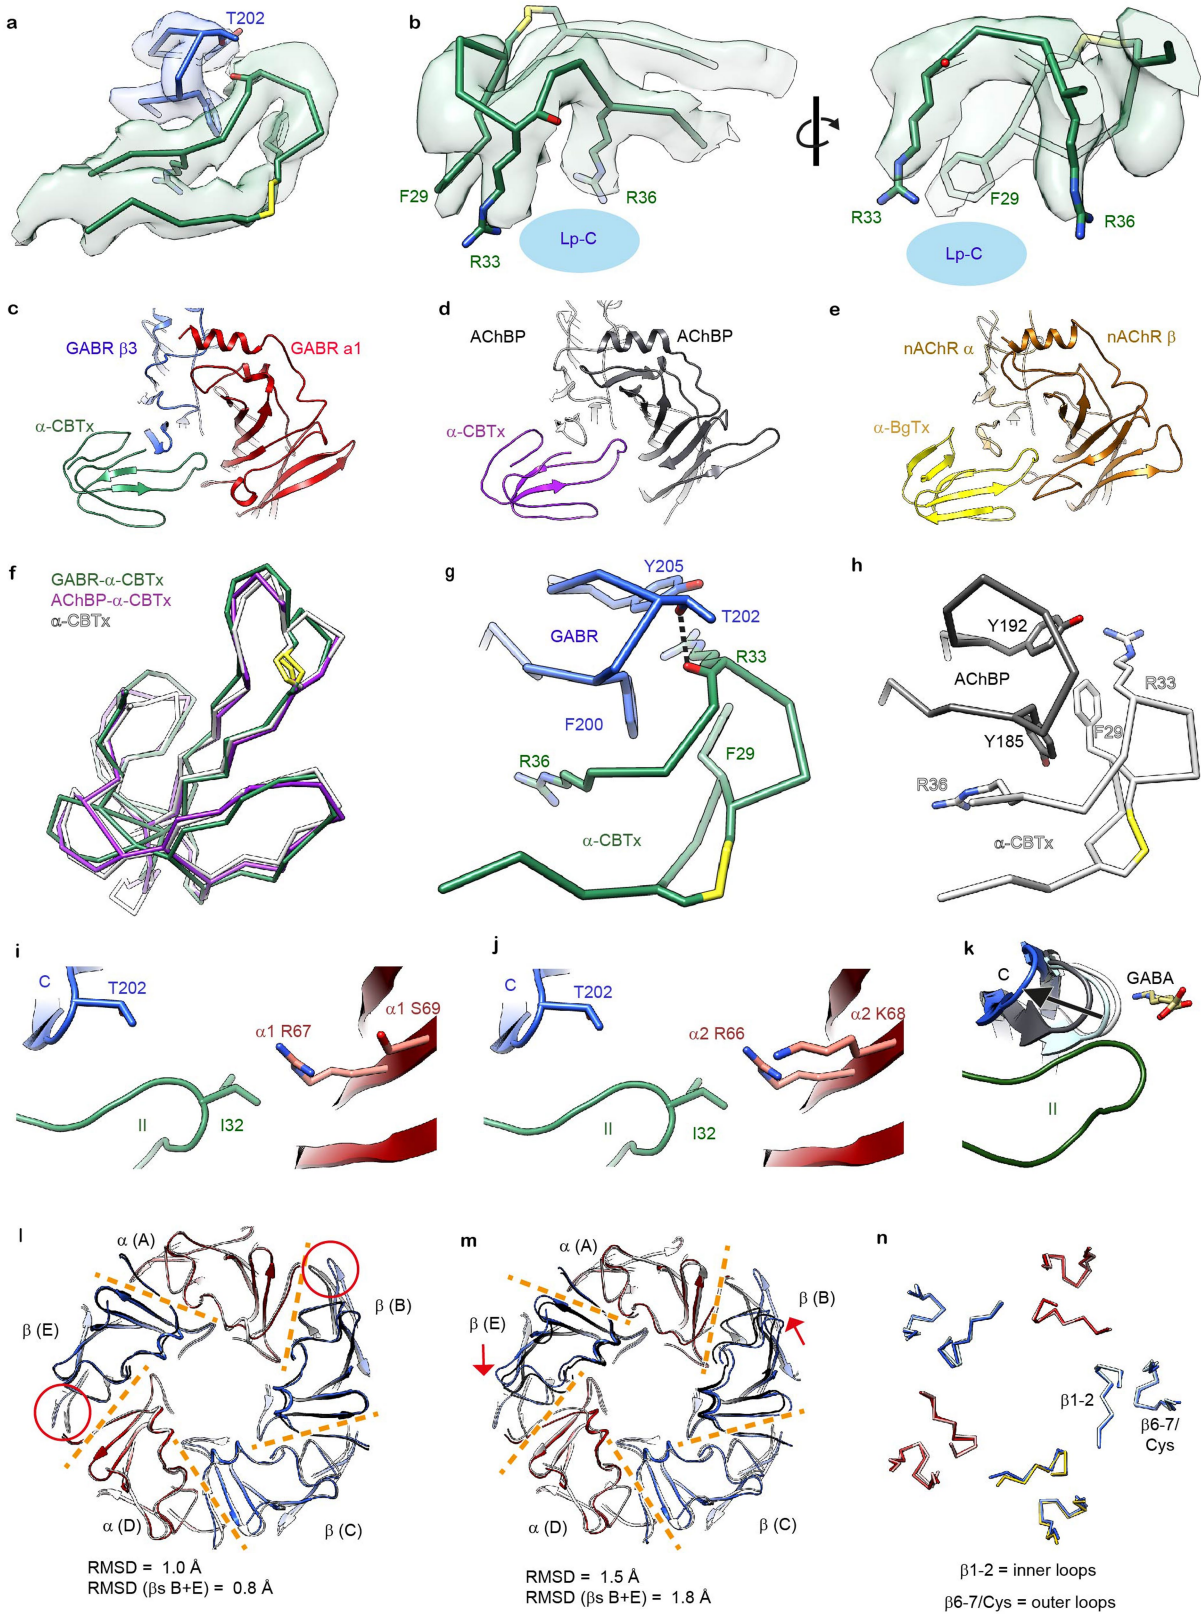 a
T202
b
F29
R36
R33
Lp-C
R33
F29
R36
Lp-C
c
GABR β3
GABR a1
α-CBTx
d
AChBP
AChBP
α-CBTx
e
nAChR α
nAChR β
α-BgTx
f
GABR-α-CBTx
AChBP-α-CBTx
α-CBTx
g
Y205
T202
GABR
R33
F200
F29
R36
α-CBTx
h
Y192
R33
AChBP
F29
Y185
R36
α-CBTx
i
C
T202
α1 S69
α1 R67
II
I32
j
C
T202
α2 K68
α2 R66
II
I32
k
C
GABA
II
l
α (A)
β (B)
β (E)
α (D)
β (C)
RMSD = 1.0 Å
RMSD (βs B+E) = 0.8 Å
m
α (A)
β (B)
β (E)
α (D)
β (C)
RMSD = 1.5 Å
RMSD (βs B+E) = 1.8 Å
n
β1-2
β6-7/
Cys
β1-2 = inner loops
β6-7/Cys = outer loops